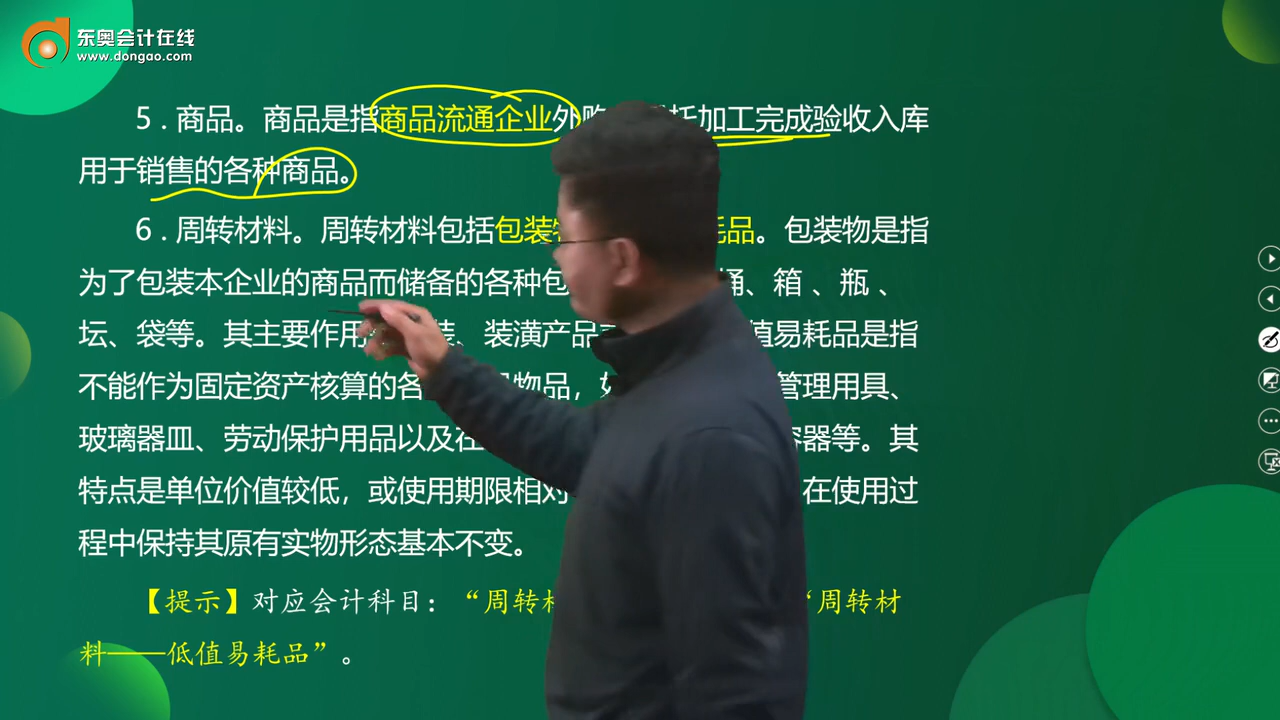 东奥会计在线
www.dongao.com
5．商品。商品是指商品流通企业外购 托加工完成验收入库
用于销售的各种商品。
6．周转材料。周转材料包括包装物 耗品。包装物是指
为了包装本企业的商品而储备的各种包 桶、箱 、瓶 、
坛、袋等。其主要作用 装、装潢产品 值易耗品是指
不能作为固定资产核算的各 物品，如 管理用具、
玻璃器皿、劳动保护用品以及在 容器等。其
特点是单位价值较低，或使用期限相对 在使用过
程中保持其原有实物形态基本不变。
【提示】对应会计科目：“周转材 “周转材
料——低值易耗品”。